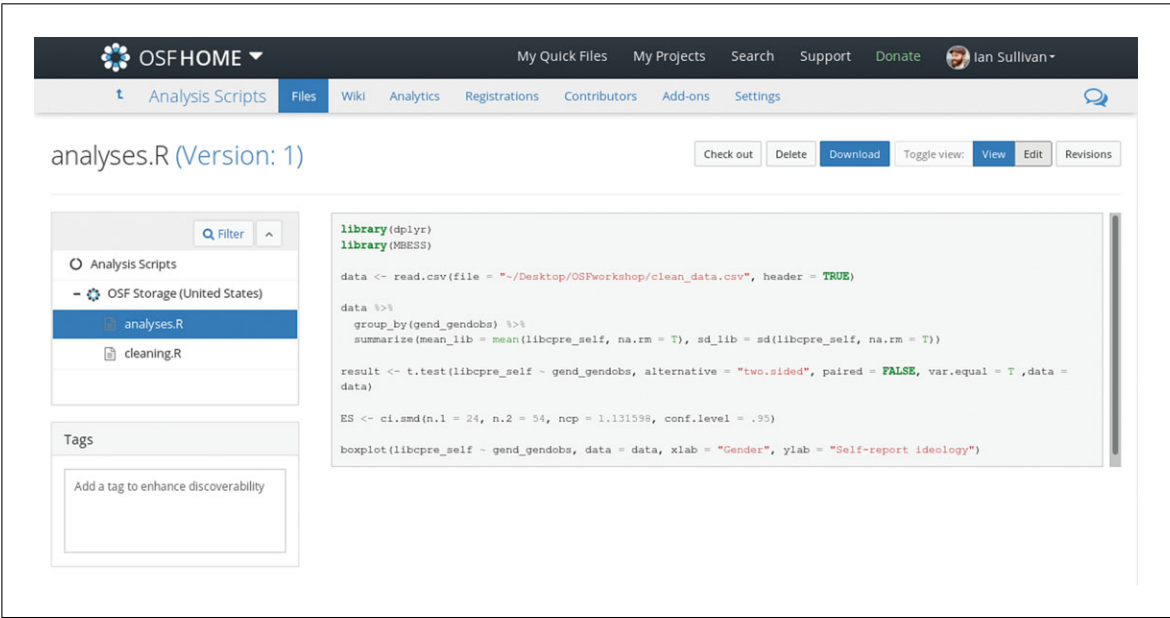 OSFHOME My Quick Files My Projects Search Support Donate Ian Sullivan
Analysis Scripts Files Wiki Analytics Registrations Contributors Add-ons Settings
analyses.R (Version: 1)
Check out Delete Download Toggle view: View Edit Revisions
Filter
Analysis Scripts
OSF Storage (United States)
analyses.R
cleaning.R
Tags
Add a tag to enhance discoverability
library(dplyr)
library(MBESS)
data <- read.csv(file = "~/Desktop/OSFworkshop/clean_data.csv", header = TRUE)
data %>%
group_by(gend_gendobs) %>%
summarize(mean_lib = mean(libcpre_self, na.rm = T), sd_lib = sd(libcpre_self, na.rm = T))
result <- t.test(libcpre_self ~ gend_gendobs, alternative = "two.sided", paired = FALSE, var.equal = T ,data =
data)
ES <- ci.smd(n.1 = 24, n.2 = 54, ncp = 1.131598, conf.level = .95)
boxplot(libcpre_self ~ gend_gendobs, data = data, xlab = "Gender", ylab = "Self-report ideology")